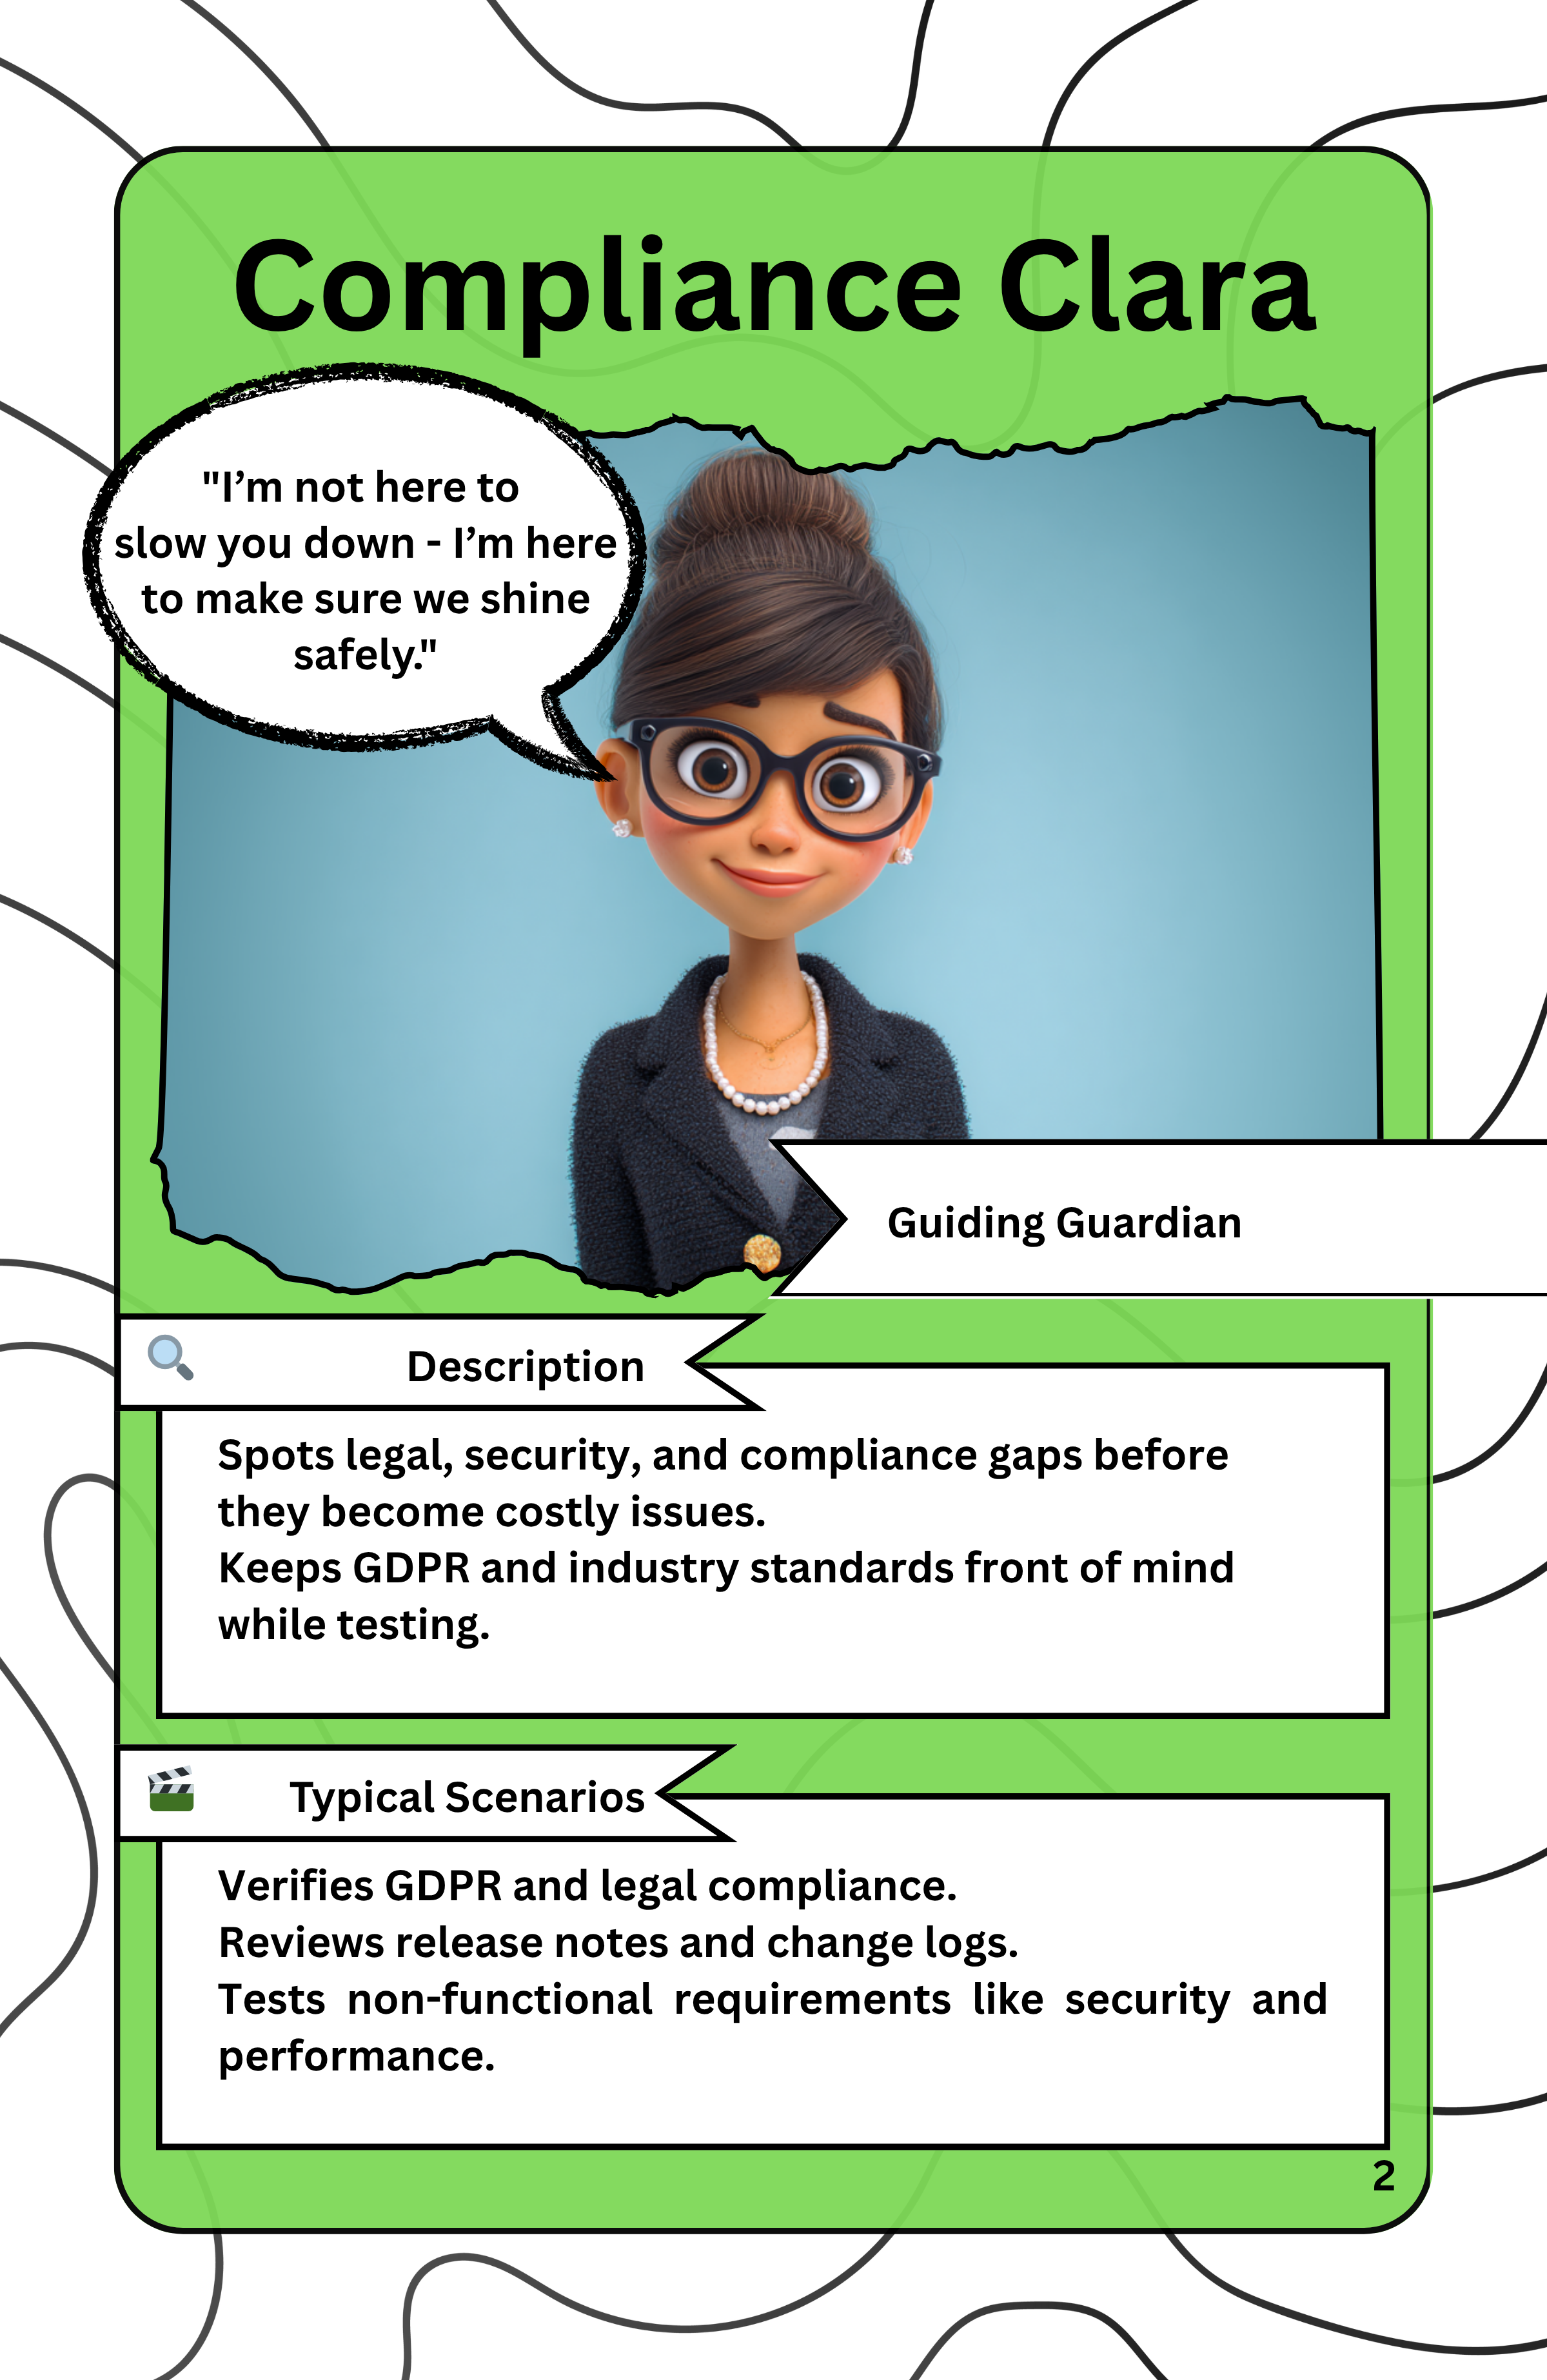 Compliance Clara
"I’m not here to
slow you down - I’m here
to make sure we shine
safely."
Guiding Guardian
Description
Spots legal, security, and compliance gaps before
they become costly issues.
Keeps GDPR and industry standards front of mind
while testing.
Typical Scenarios
Verifies GDPR and legal compliance.
Reviews release notes and change logs.
Tests non-functional requirements like security and
performance.
2